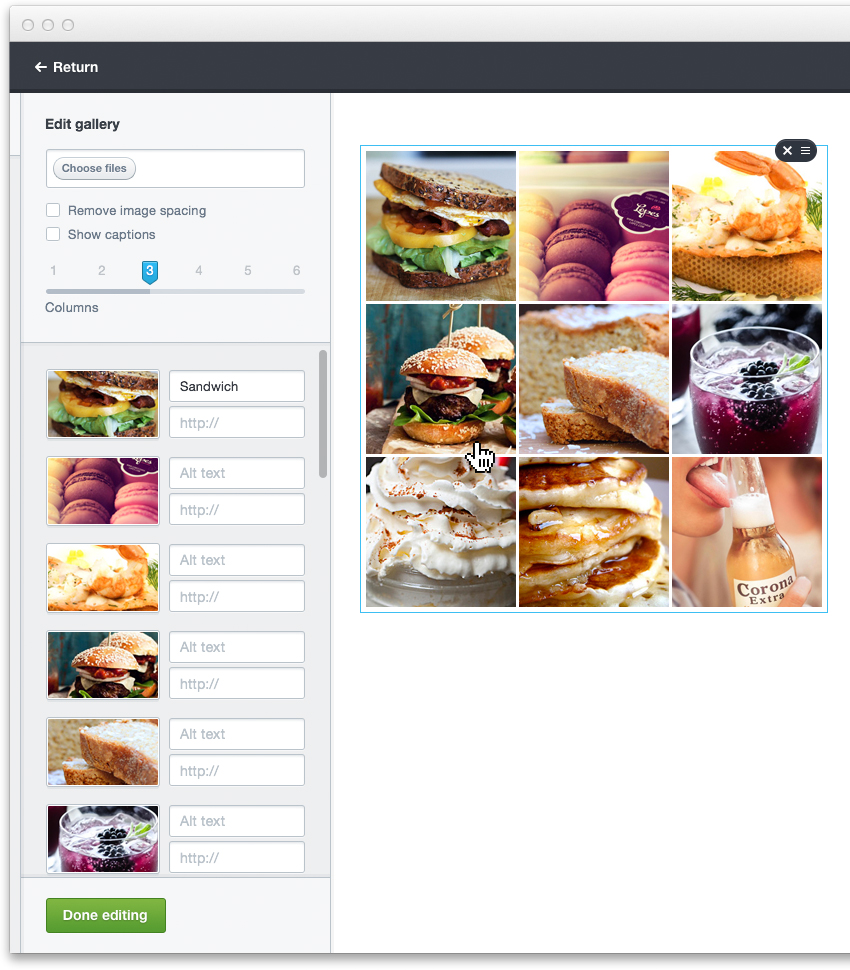 ← Return
Edit gallery
Choose files
Remove image spacing
Show captions
1 2 3 4 5 6
Columns
Sandwich
http://
Alt text
http://
Alt text
http://
Alt text
http://
Alt text
http://
Alt text
http://
Done editing
Corona
Extra